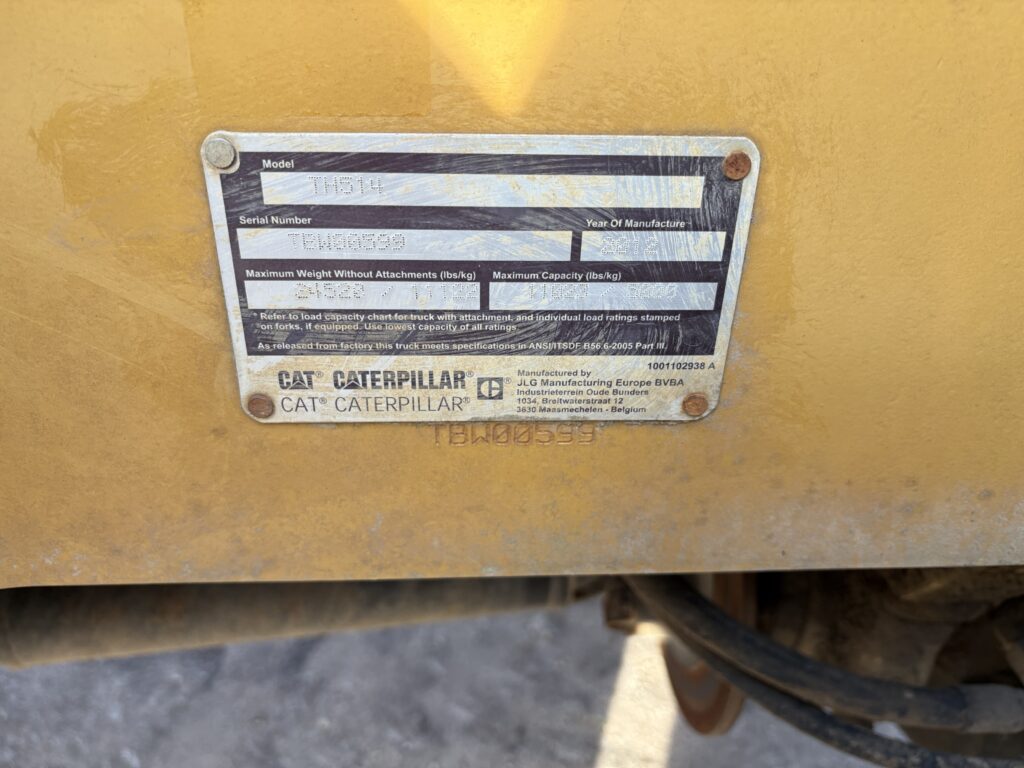 Model
TH514
Serial Number
Year Of Manufacture
TBW00599
2012
Maximum Weight Without Attachments (lbs/kg)
Maximum Capacity (lbs/kg)
24520 /
* Refer to load capacity chart for truck with attachment, and individual load ratings stamped
on forks, if equipped. Use lowest capacity of all ratings
As released from factory this truck meets specifications in ANSI/ITSDF B56.6-2005 Part III.
1001102938 A
CAT® CATERPILLAR® C®
CAT® CATERPILLAR®
Manufactured by
JLG Manufacturing Europe BVBA
Industrieterrein Oude Bunders
1034, Breitwaterstraat 12
3630 Maasmechelen - Belgium
TBW00599